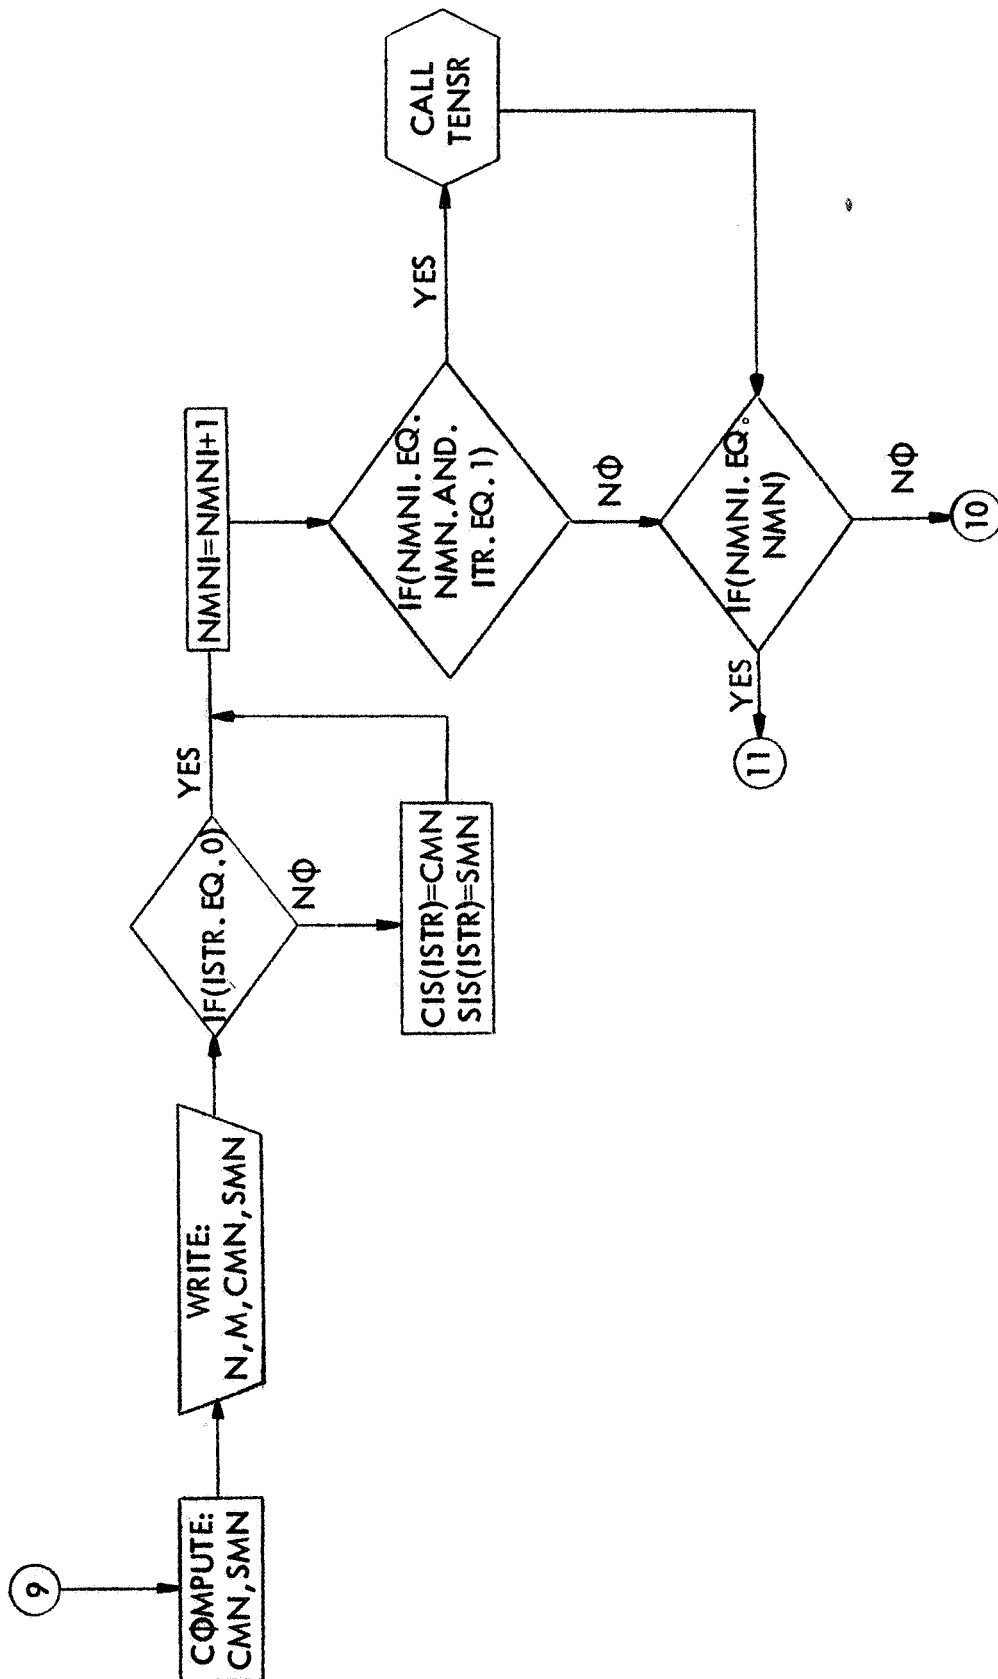 9
CΦMPUTE:
CMN,SMN
WRITE:
N,M,CMN,SMN
IF(ISTR.EQ.0)
YES
NΦ
CIS(ISTR)=CMN
SIS(ISTR)=SMN
NMNI=NMNI+1
IF(NMNI.EQ.
NMN.AND.
ITR.EQ.1)
YES
CALL
TENSR
NΦ
IF(NMNI.EQ.
NMN)
YES
11
NΦ
10